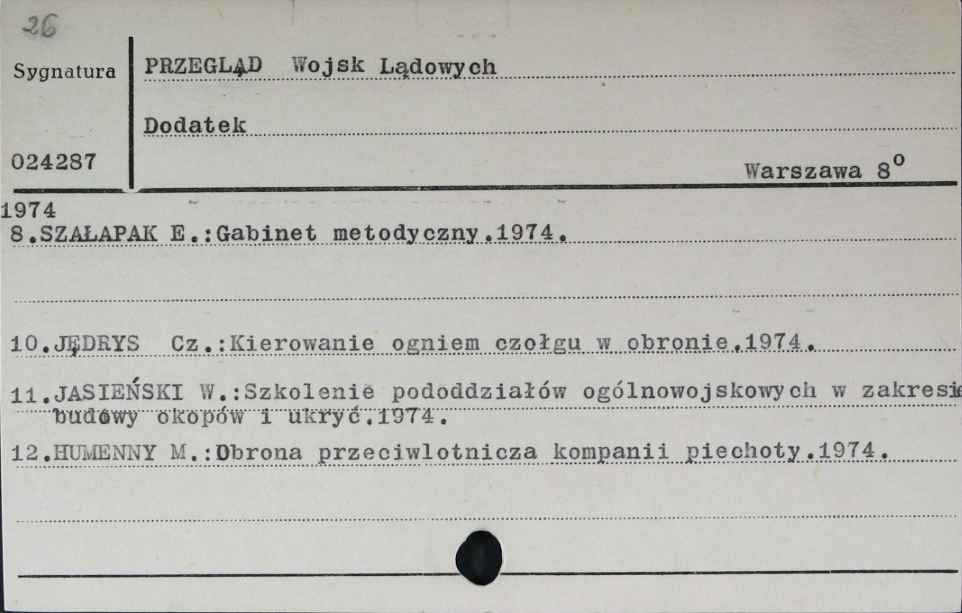 26
Sygnatura
PRZEGLĄD Wojsk Lądowych
Dodatek
024287
Warszawa 8o
1974
8.SZAŁAPAK E.:Gabinet metodyczny.1974.
10.JĘDRYS Cz.:Kierowanie ogniem czołgu w obronie.1974.
11.JASIEŃSKI W.:Szkolenie pododdziałów ogólnowojskowych w zakresie
budowy okopów i ukryć.1974.
12.HUMENNY M.:Obrona przeciwlotnicza kompanii piechoty.1974.